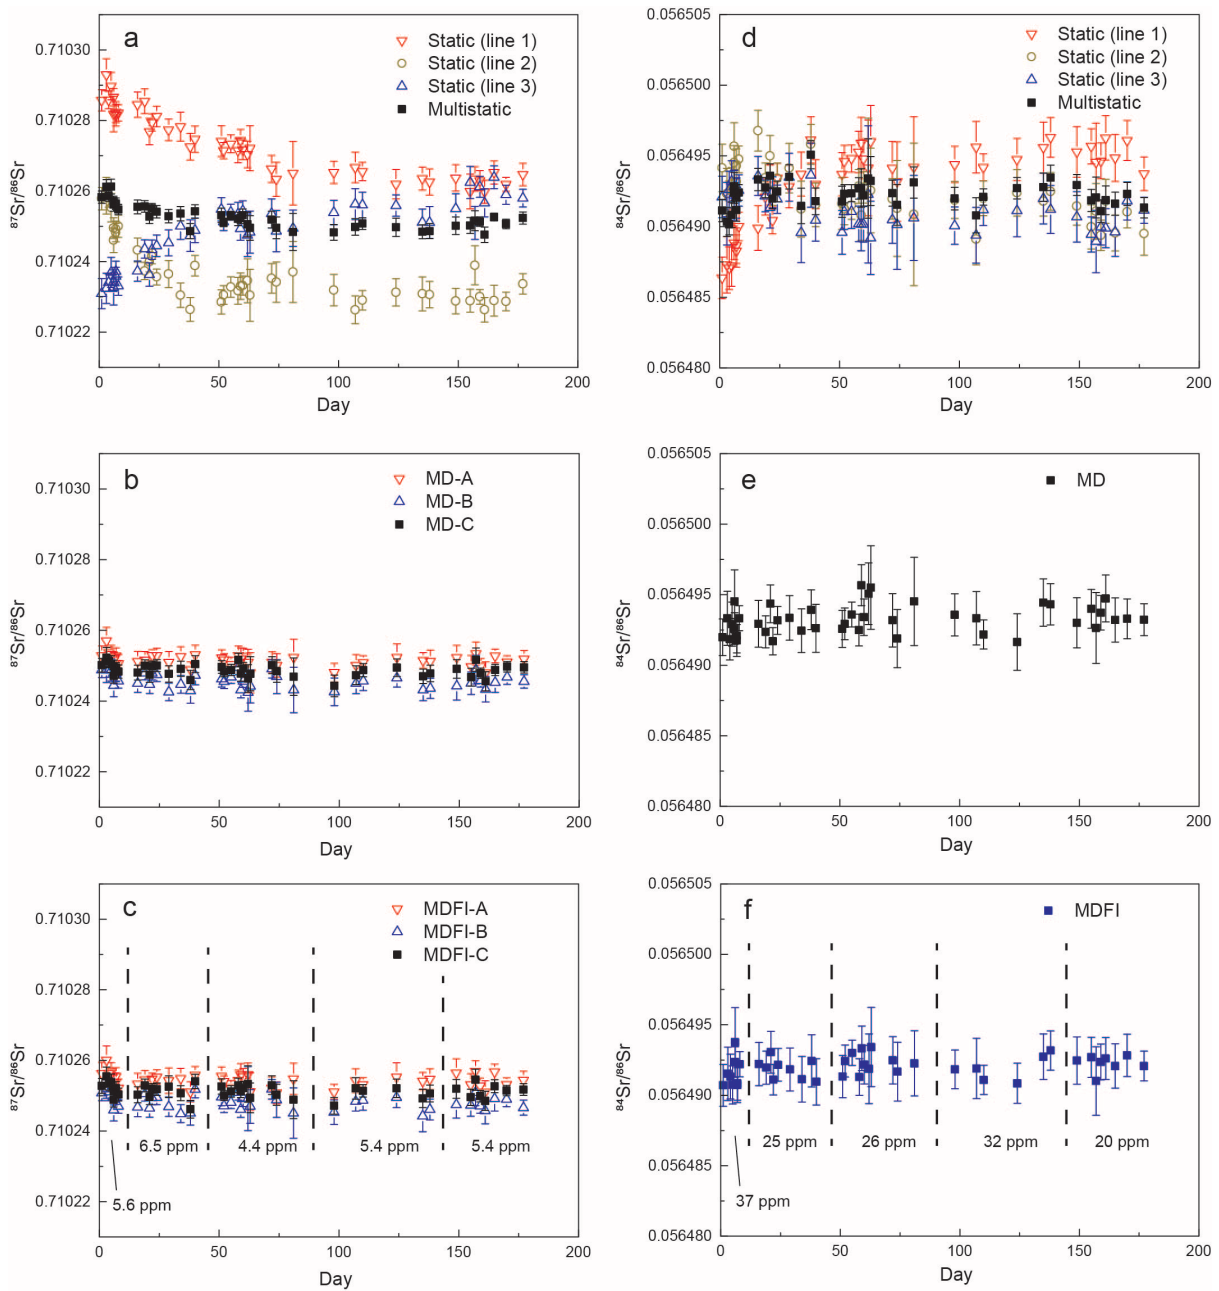 a
Static (line 1)
Static (line 2)
Static (line 3)
Multistatic
0.71030
0.71028
0.71026
0.71024
0.71022
87Sr/86Sr
0 50 100 150 200
Day
d
Static (line 1)
Static (line 2)
Static (line 3)
Multistatic
0.056505
0.056500
0.056495
0.056490
0.056485
0.056480
84Sr/86Sr
0 50 100 150 200
Day
b
MD-A
MD-B
MD-C
0.71030
0.71028
0.71026
0.71024
0.71022
87Sr/86Sr
0 50 100 150 200
Day
e
MD
0.056505
0.056500
0.056495
0.056490
0.056485
0.056480
84Sr/86Sr
0 50 100 150 200
Day
c
MDFI-A
MDFI-B
MDFI-C
0.71030
0.71028
0.71026
0.71024
0.71022
87Sr/86Sr
6.5 ppm
4.4 ppm
5.4 ppm
5.4 ppm
5.6 ppm
0 50 100 150 200
Day
f
MDFI
0.056505
0.056500
0.056495
0.056490
0.056485
0.056480
84Sr/86Sr
25 ppm
26 ppm
32 ppm
20 ppm
37 ppm
0 50 100 150 200
Day